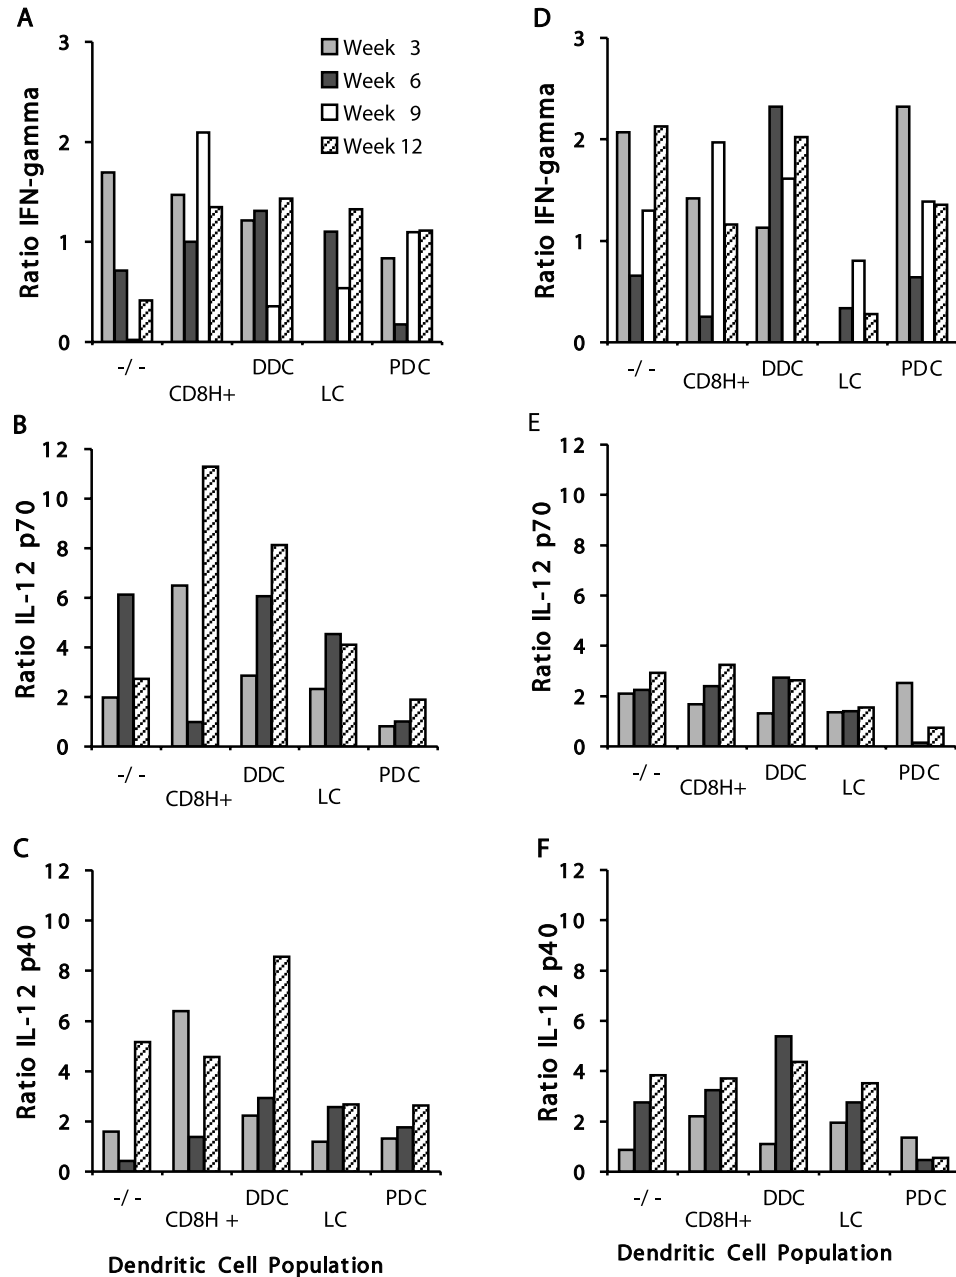 A
Ratio IFN-gamma
3
2
1
0
Week 3
Week 6
Week 9
Week 12
-/ -
CD8H+
DDC
LC
PDC
D
Ratio IFN-gamma
3
2
1
0
-/ -
CD8H+
DDC
LC
PDC
B
Ratio IL-12 p70
12
10
8
6
4
2
0
-/ -
CD8H+
DDC
LC
PDC
E
Ratio IL-12 p70
12
10
8
6
4
2
0
-/ -
CD8H+
DDC
LC
PDC
C
Ratio IL-12 p40
12
10
8
6
4
2
0
-/ -
CD8H +
DDC
LC
PDC
Dendritic Cell Population
F
Ratio IL-12 p40
12
10
8
6
4
2
0
-/ -
CD8H+
DDC
LC
PDC
Dendritic Cell Population